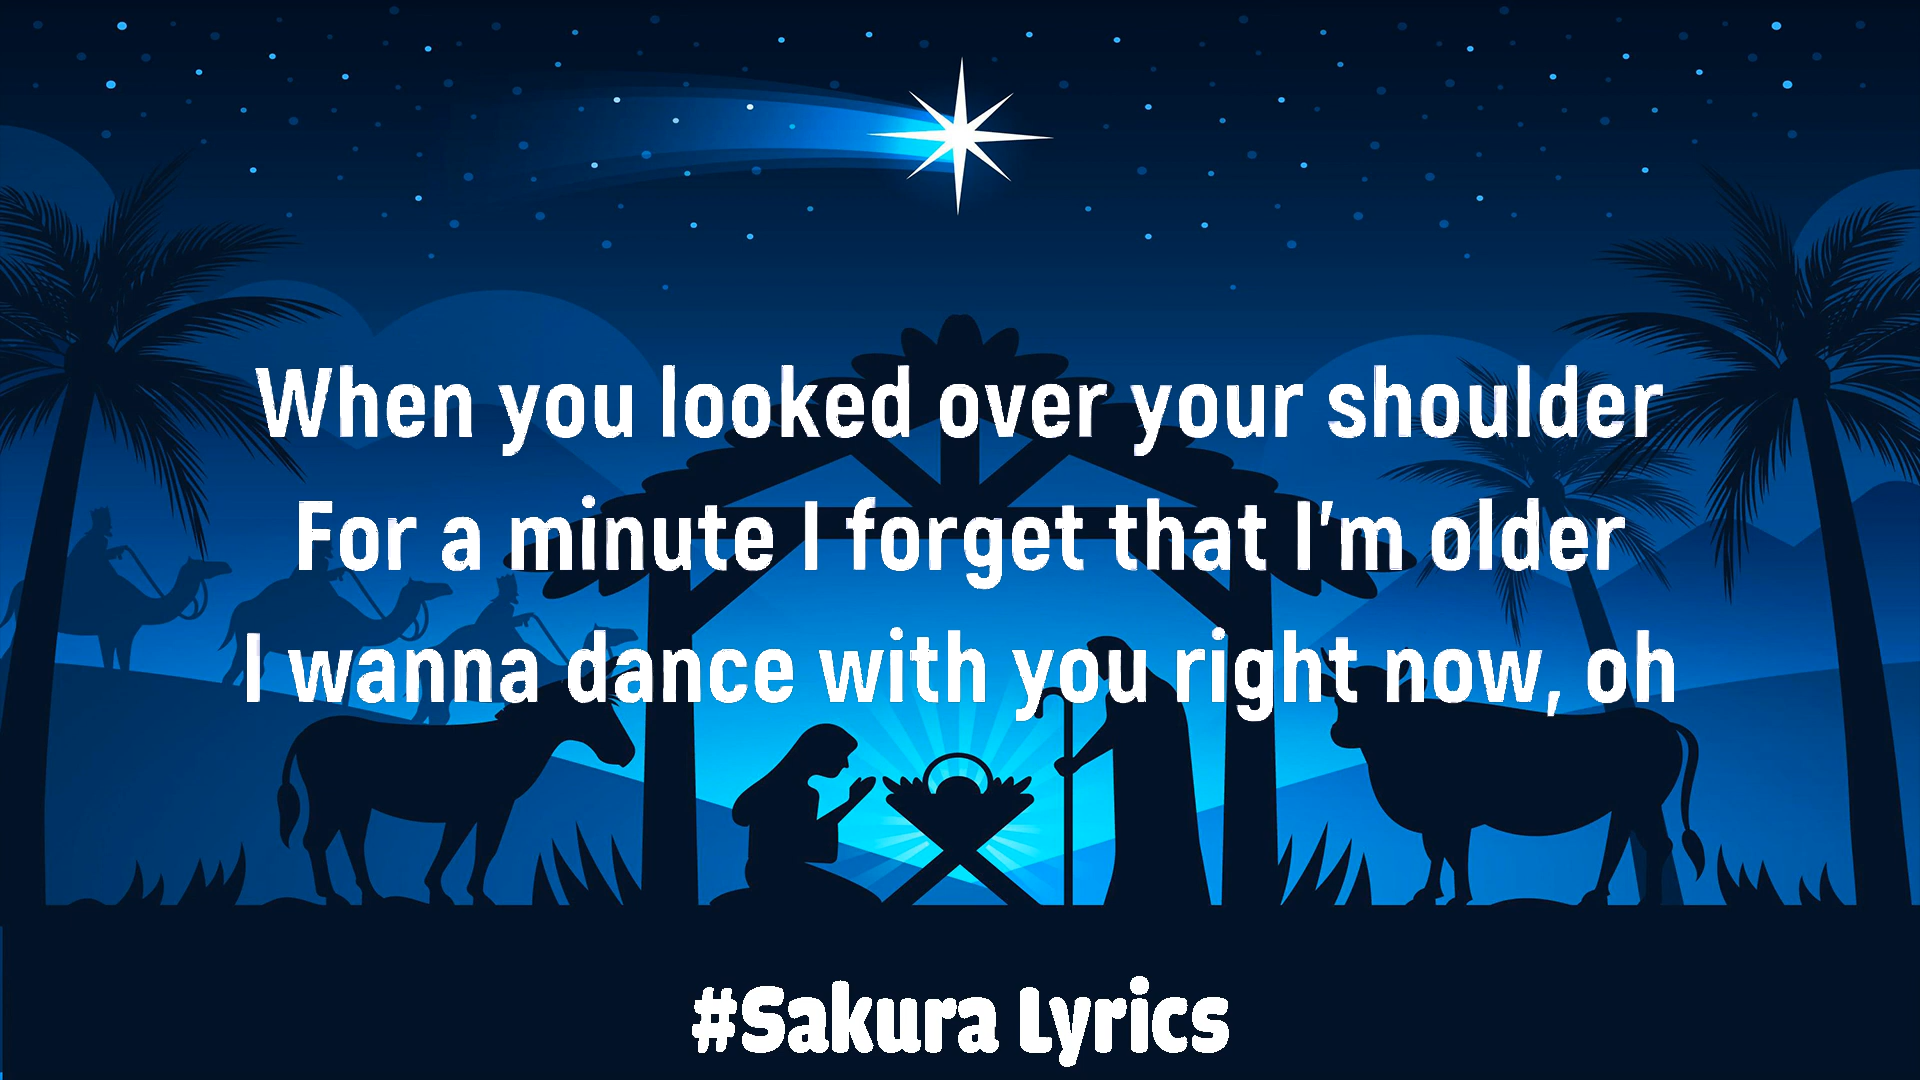 When you looked over your shoulder
For a minute I forget that I'm older
I wanna dance with you right now, oh
#Sakura Lyrics